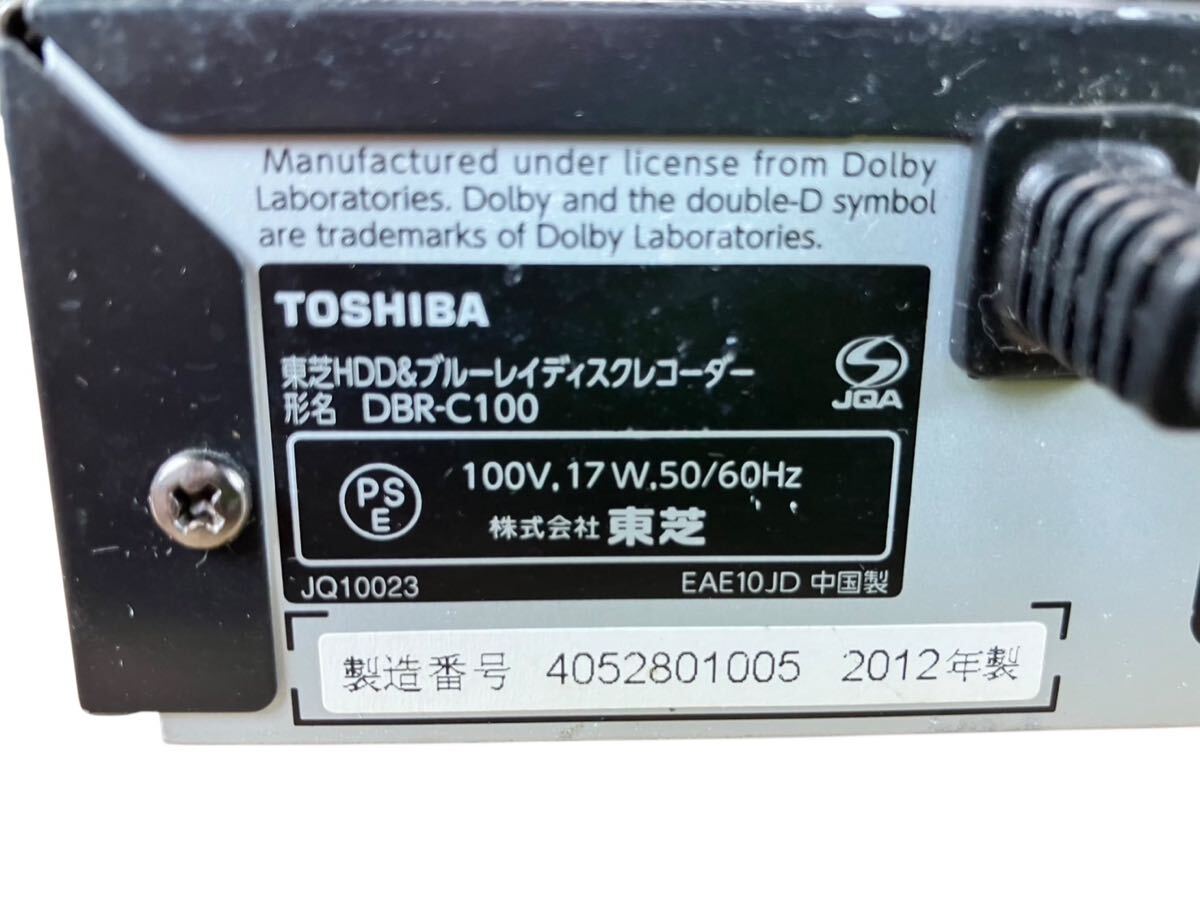 Manufactured under license from Dolby
Laboratories. Dolby and the double-D symbol
are trademarks of Dolby Laboratories.
TOSHIBA
東芝HDD&ブルーレイディスクレコーダー
形名 DBR-C100
JQA
PS
E
100V,17W,50/60Hz
株式会社 東芝
JQ10023
EAE10JD 中国製
製造番号 4052801005 2012年製